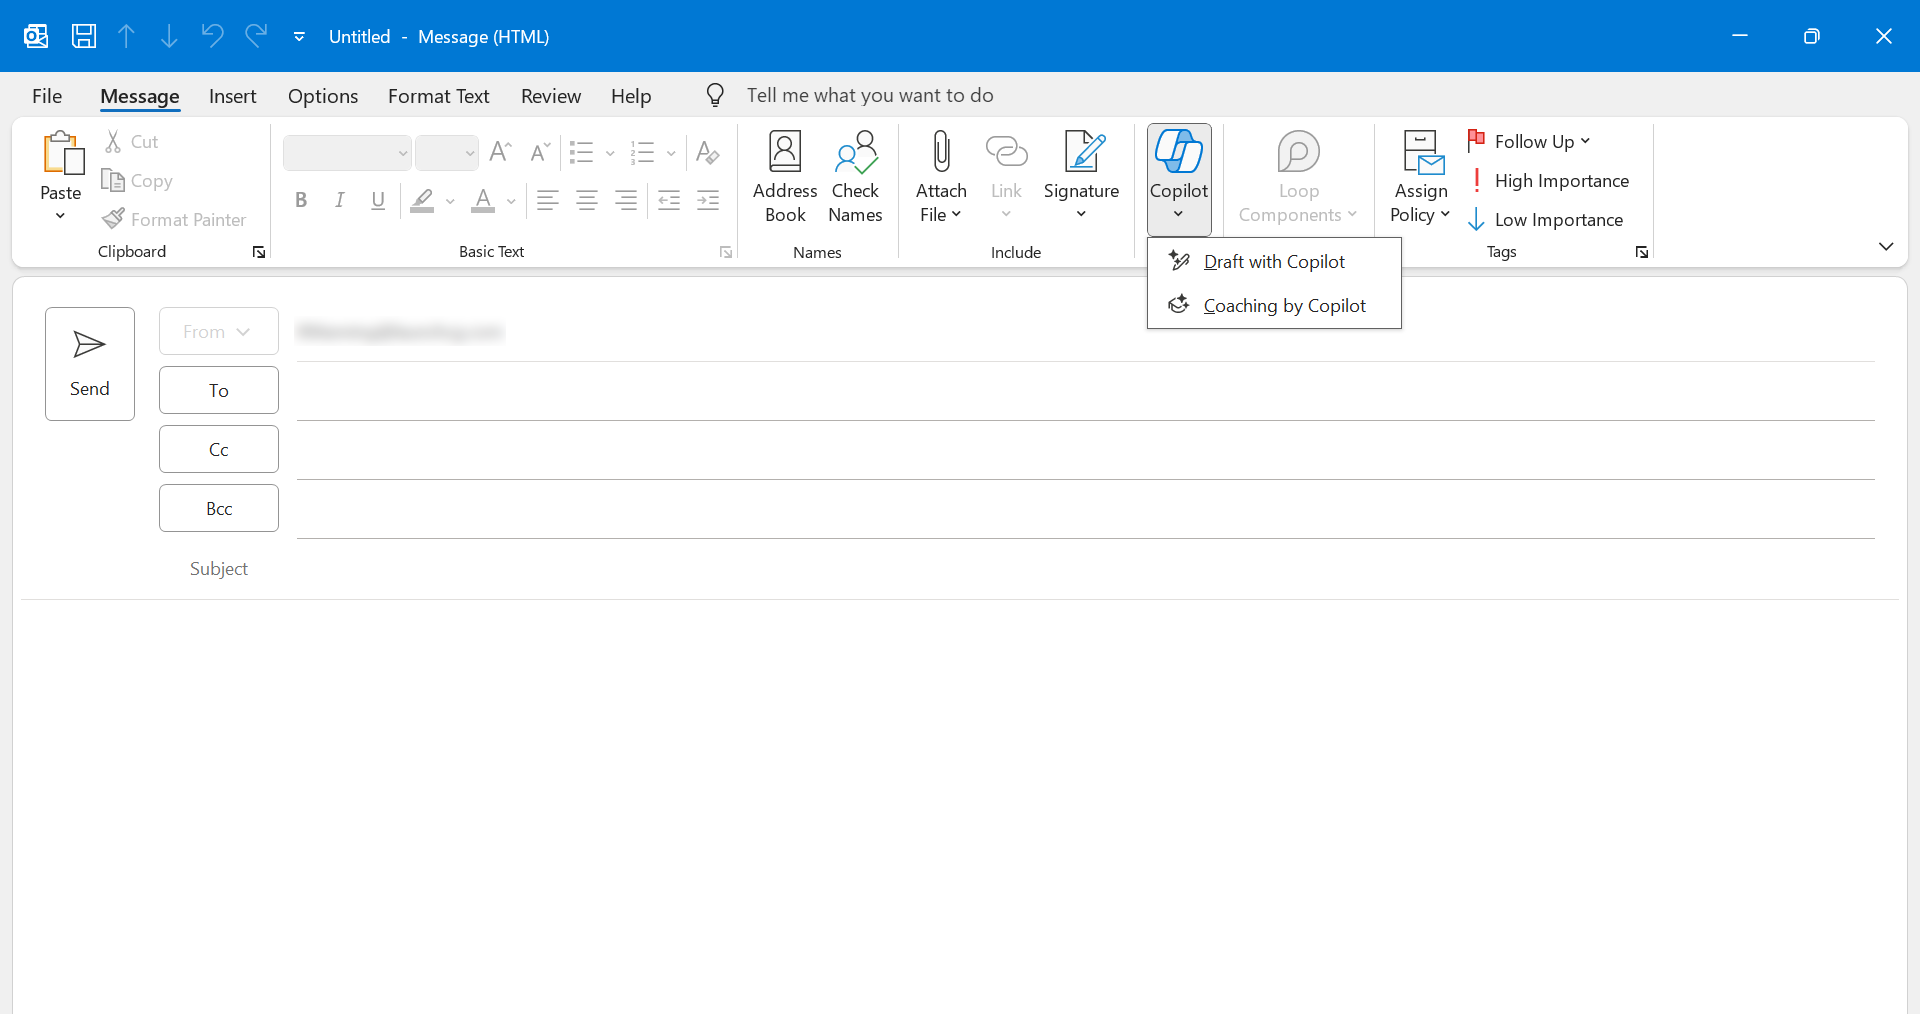 Untitled - Message (HTML)
File Message Insert Options Format Text Review Help Tell me what you want to do
Paste
Cut
Copy
Format Painter
Clipboard
B I U A
Basic Text
Address Book
Check Names
Names
Attach File
Link
Signature
Include
Copilot
Loop Components
Assign Policy
Follow Up
High Importance
Low Importance
Tags
Draft with Copilot
Coaching by Copilot
Send
From
To
Cc
Bcc
Subject